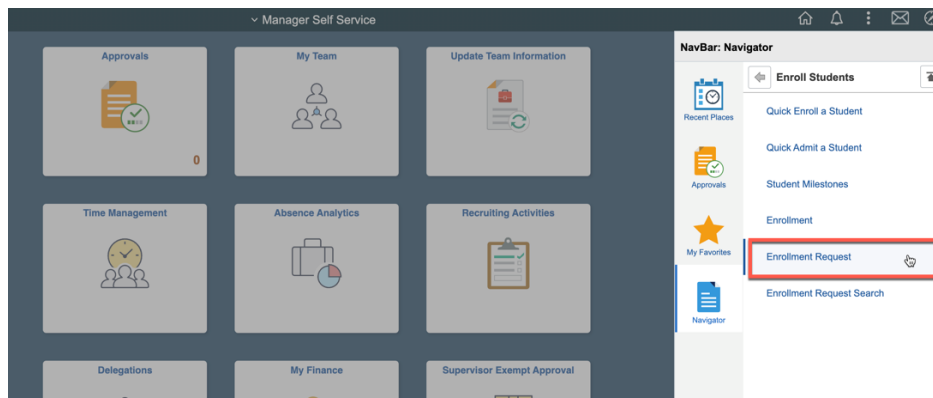 Manager Self Service
Approvals
0
My Team
Update Team Information
Time Management
Absence Analytics
Recruiting Activities
Delegations
My Finance
Supervisor Exempt Approval
NavBar: Navigator
Recent Places
Approvals
My Favorites
Navigator
Enroll Students
Quick Enroll a Student
Quick Admit a Student
Student Milestones
Enrollment
Enrollment Request
Enrollment Request Search